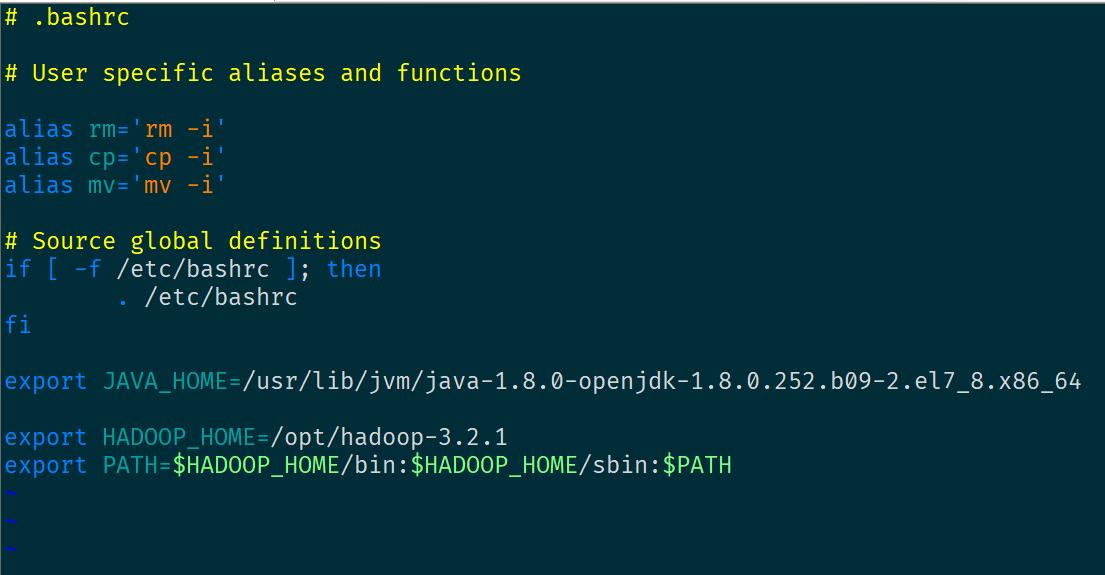 # .bashrc
# User specific aliases and functions
alias rm='rm -i'
alias cp='cp -i'
alias mv='mv -i'
# Source global definitions
if [ -f /etc/bashrc ]; then
        . /etc/bashrc
fi
export JAVA_HOME=/usr/lib/jvm/java-1.8.0-openjdk-1.8.0.252.b09-2.el7_8.x86_64
export HADOOP_HOME=/opt/hadoop-3.2.1
export PATH=$HADOOP_HOME/bin:$HADOOP_HOME/sbin:$PATH
~
~
~